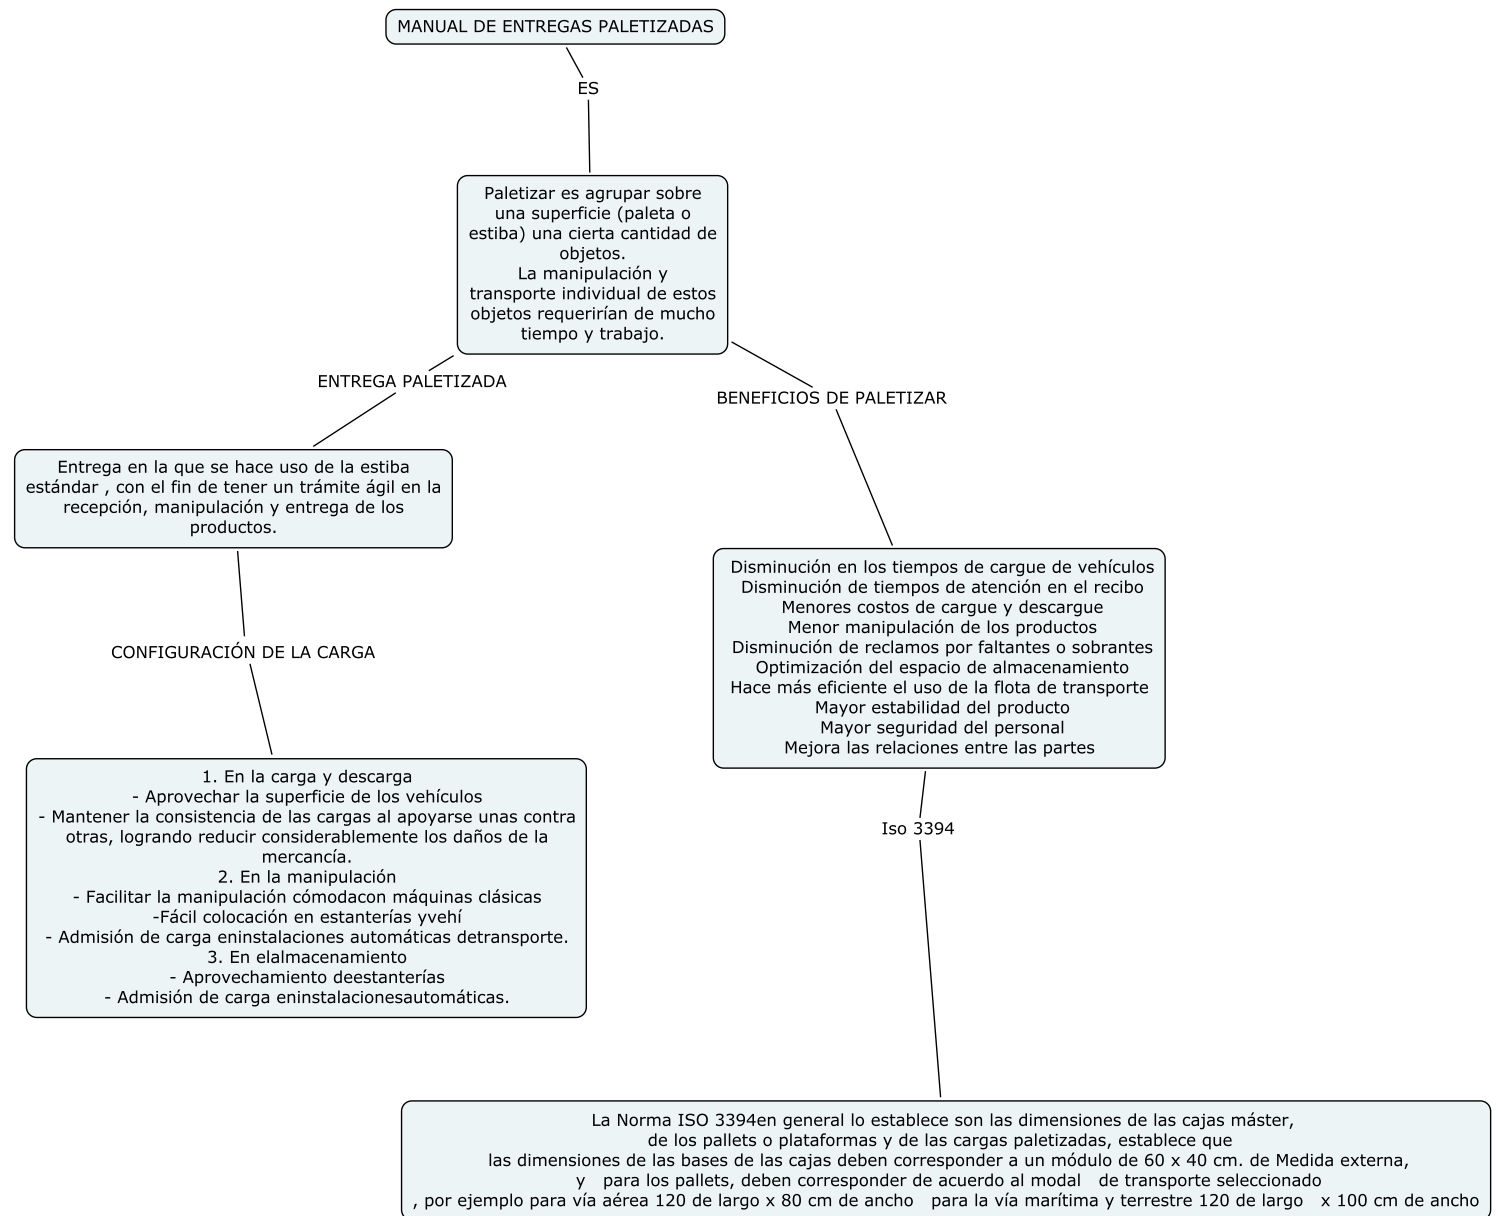 MANUAL DE ENTREGAS PALETIZADAS
ES
Paletizar es agrupar sobre
una superficie (paleta o
estiba) una cierta cantidad de
objetos.
La manipulación y
transporte individual de estos
objetos requerirían de mucho
tiempo y trabajo.
ENTREGA PALETIZADA
Entrega en la que se hace uso de la estiba
estándar , con el fin de tener un trámite ágil en la
recepción, manipulación y entrega de los
productos.
CONFIGURACIÓN DE LA CARGA
1. En la carga y descarga
- Aprovechar la superficie de los vehículos
- Mantener la consistencia de las cargas al apoyarse unas contra
otras, logrando reducir considerablemente los daños de la
mercancía.
2. En la manipulación
- Facilitar la manipulación cómodacon máquinas clásicas
-Fácil colocación en estanterías yvehí
- Admisión de carga eninstalaciones automáticas detransporte.
3. En elalmacenamiento
- Aprovechamiento deestanterías
- Admisión de carga eninstalacionesautomáticas.
BENEFICIOS DE PALETIZAR
Disminución en los tiempos de cargue de vehículos
Disminución de tiempos de atención en el recibo
Menores costos de cargue y descargue
Menor manipulación de los productos
Disminución de reclamos por faltantes o sobrantes
Optimización del espacio de almacenamiento
Hace más eficiente el uso de la flota de transporte
Mayor estabilidad del producto
Mayor seguridad del personal
Mejora las relaciones entre las partes
Iso 3394
La Norma ISO 3394en general lo establece son las dimensiones de las cajas máster,
de los pallets o plataformas y de las cargas paletizadas, establece que
las dimensiones de las bases de las cajas deben corresponder a un módulo de 60 x 40 cm. de Medida externa,
y para los pallets, deben corresponder de acuerdo al modal de transporte seleccionado
, por ejemplo para vía aérea 120 de largo x 80 cm de ancho para la vía marítima y terrestre 120 de largo x 100 cm de ancho